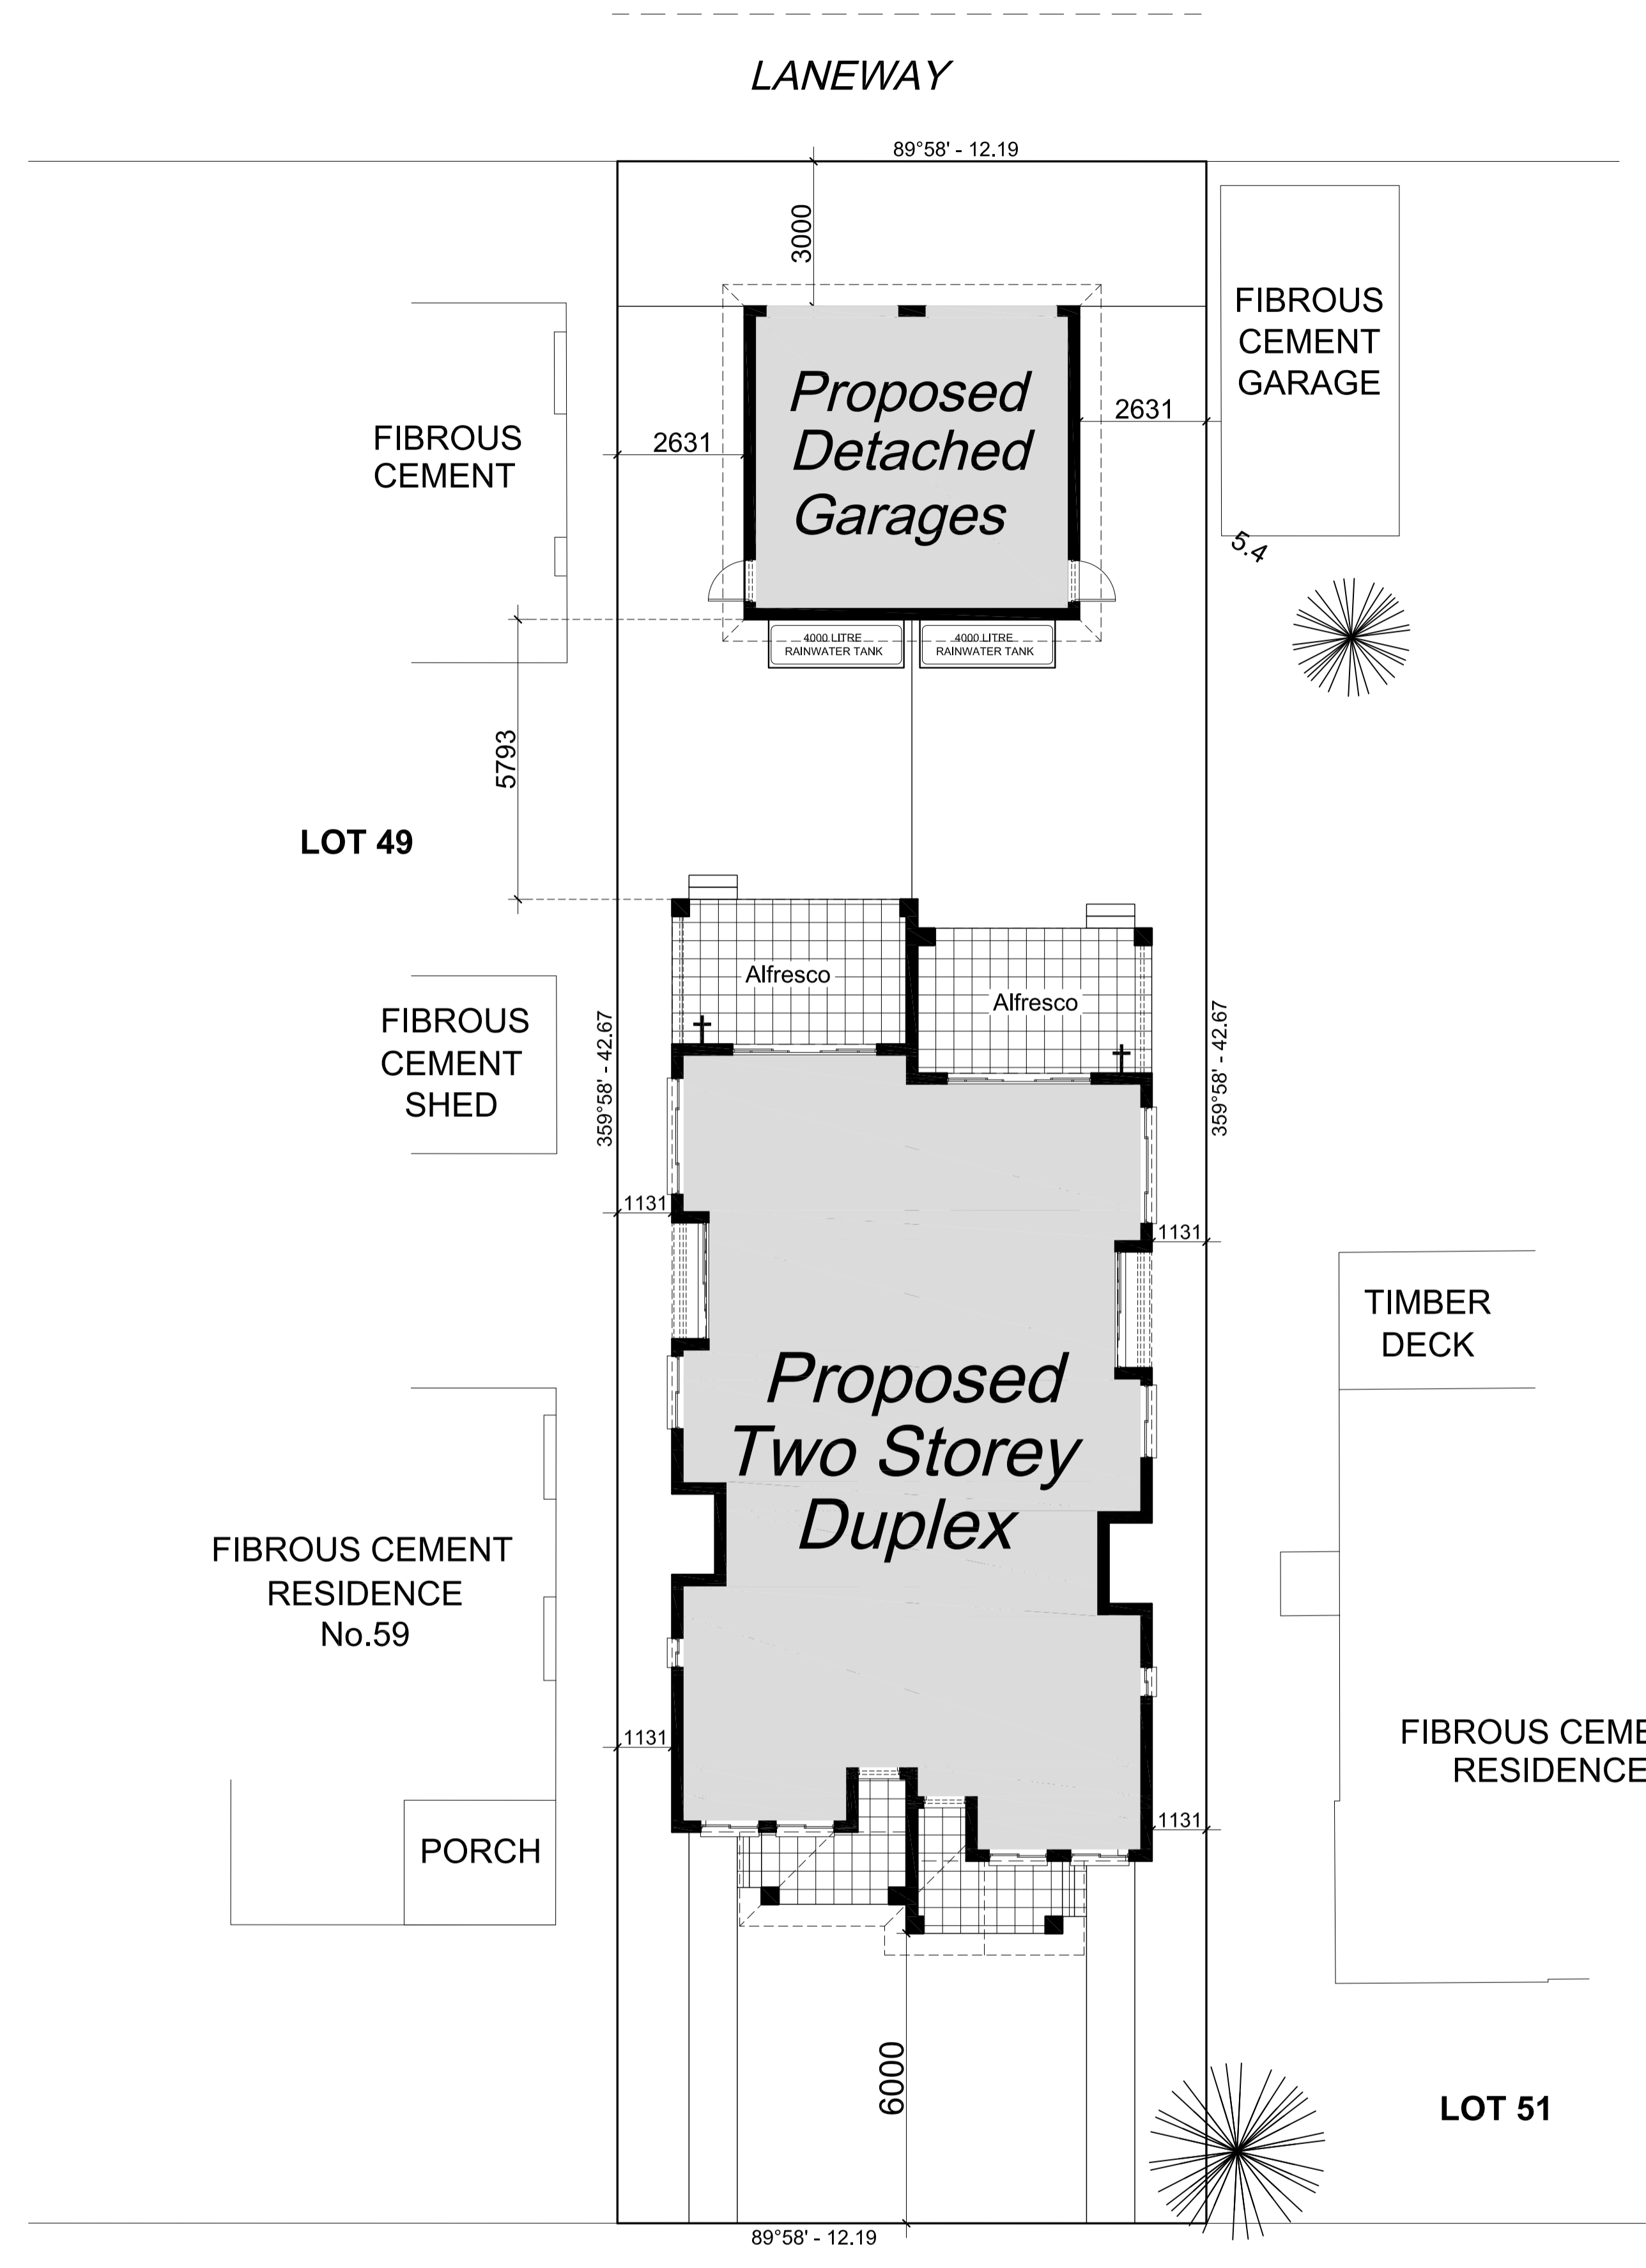 LANEWAY
89°58' - 12.19
3000
FIBROUS
CEMENT
GARAGE
Proposed
Detached
Garages
2631
2631
FIBROUS
CEMENT
5.4
4000 LITRE
RAINWATER TANK
4000 LITRE
RAINWATER TANK
5793
LOT 49
Alfresco
Alfresco
FIBROUS
CEMENT
SHED
359°58' - 42.67
359°58' - 42.67
1131
1131
TIMBER
DECK
Proposed
Two Storey
Duplex
FIBROUS CEMENT
RESIDENCE
No.59
1131
FIBROUS CEME
RESIDENCE
1131
PORCH
6000
LOT 51
89°58' - 12.19